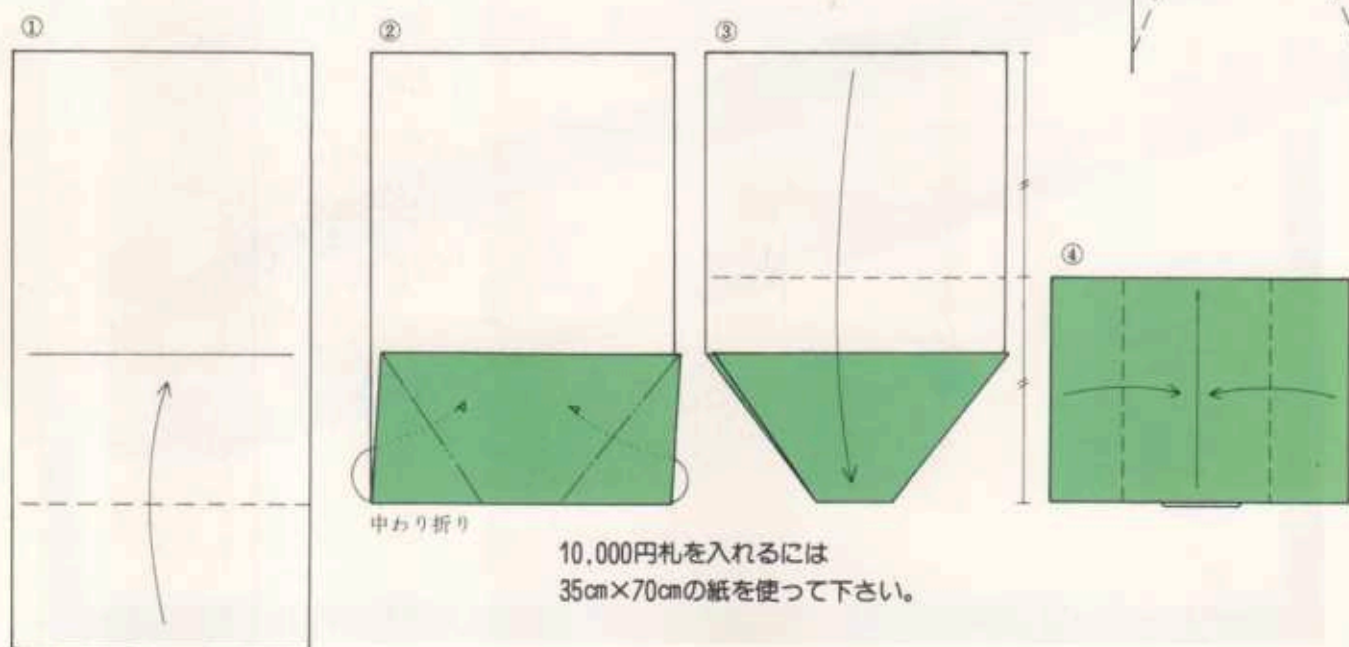 ①
②
③
④
中わり折り
10,000円札を入れるには
35cm×70cmの紙を使って下さい。